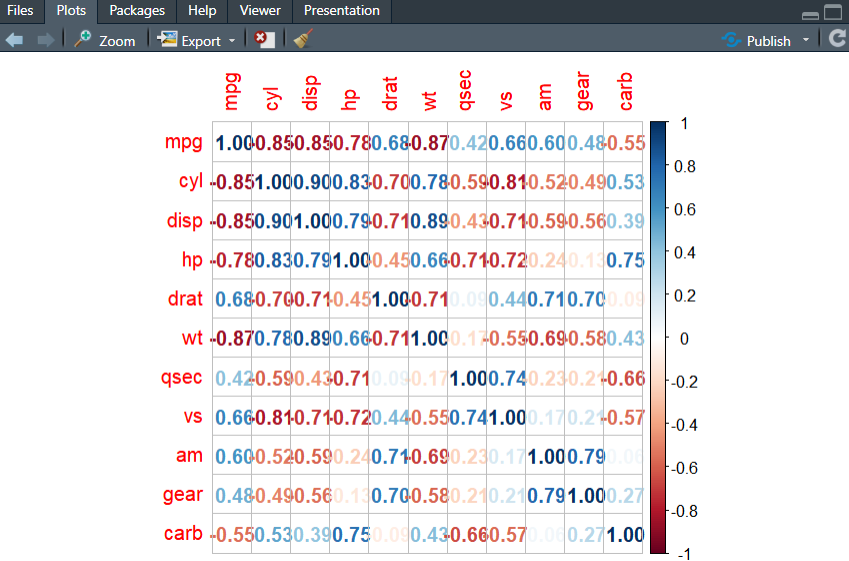 Files Plots Packages Help Viewer Presentation
Zoom Export Publish
mpg cyl disp hp drat wt qsec vs am gear carb
mpg 1.00 -0.85 -0.85 -0.78 0.68 -0.87 0.42 0.66 0.60 0.48 -0.55
cyl -0.85 1.00 0.90 0.83 -0.70 0.78 -0.59 -0.81 -0.52 -0.49 0.53
disp -0.85 0.90 1.00 0.79 -0.71 0.89 -0.43 -0.71 -0.59 -0.56 0.39
hp -0.78 0.83 0.79 1.00 -0.45 0.66 -0.71 -0.72 -0.24 -0.13 0.75
drat 0.68 -0.70 -0.71 -0.45 1.00 -0.71 0.09 0.44 0.71 0.70 -0.09
wt -0.87 0.78 0.89 0.66 -0.71 1.00 -0.17 -0.55 -0.69 -0.58 0.43
qsec 0.42 -0.59 -0.43 -0.71 0.09 -0.17 1.00 0.74 -0.23 -0.21 -0.66
vs 0.66 -0.81 -0.71 -0.72 0.44 -0.55 0.74 1.00 0.17 0.21 -0.57
am 0.60 -0.52 -0.59 -0.24 0.71 -0.69 -0.23 0.17 1.00 0.79 0.06
gear 0.48 -0.49 -0.56 -0.13 0.70 -0.58 -0.21 0.21 0.79 1.00 0.27
carb -0.55 0.53 0.39 0.75 -0.09 0.43 -0.66 -0.57 0.06 0.27 1.00
1
0.8
0.6
0.4
0.2
0
-0.2
-0.4
-0.6
-0.8
-1